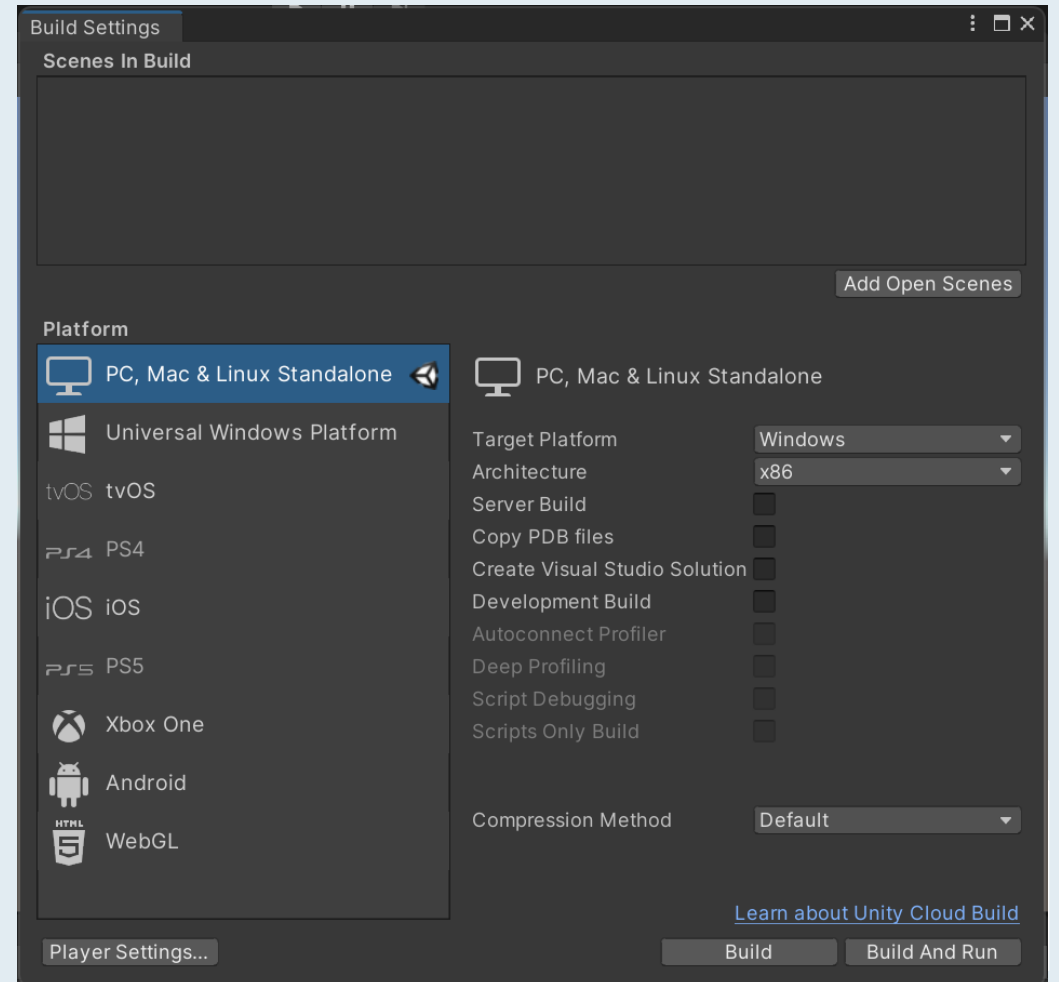 Build Settings
Scenes In Build
Add Open Scenes
Platform
PC, Mac & Linux Standalone
Universal Windows Platform
tvOS tvOS
PS4 PS4
iOS iOS
PS5 PS5
Xbox One
Android
HTML
5 WebGL
PC, Mac & Linux Standalone
Target Platform Windows
Architecture x86
Server Build
Copy PDB files
Create Visual Studio Solution
Development Build
Autoconnect Profiler
Deep Profiling
Script Debugging
Scripts Only Build
Compression Method Default
Learn about Unity Cloud Build
Player Settings... Build Build And Run